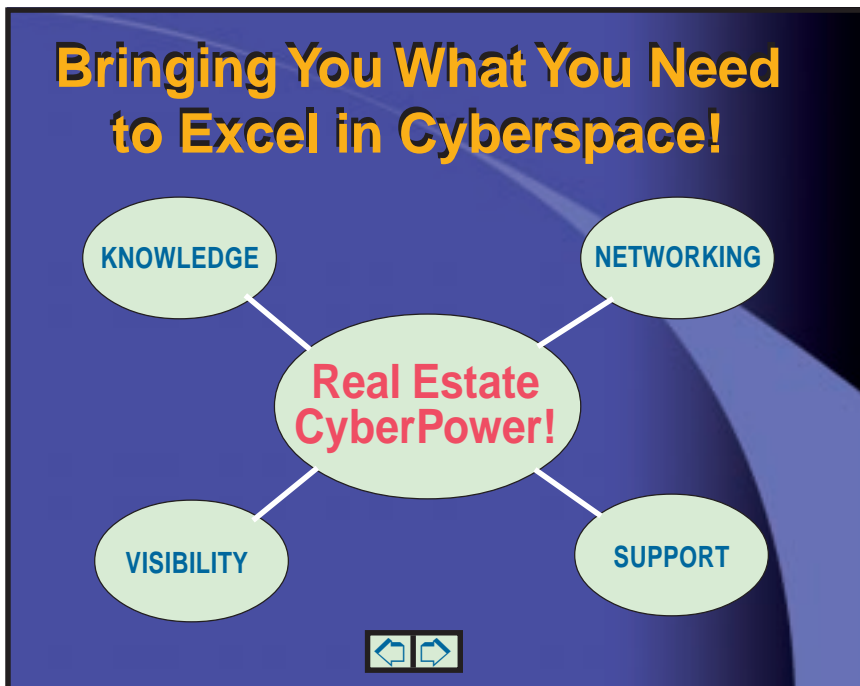 Bringing You What You Need
to Excel in Cyberspace!
KNOWLEDGE
NETWORKING
Real Estate
CyberPower!
VISIBILITY
SUPPORT